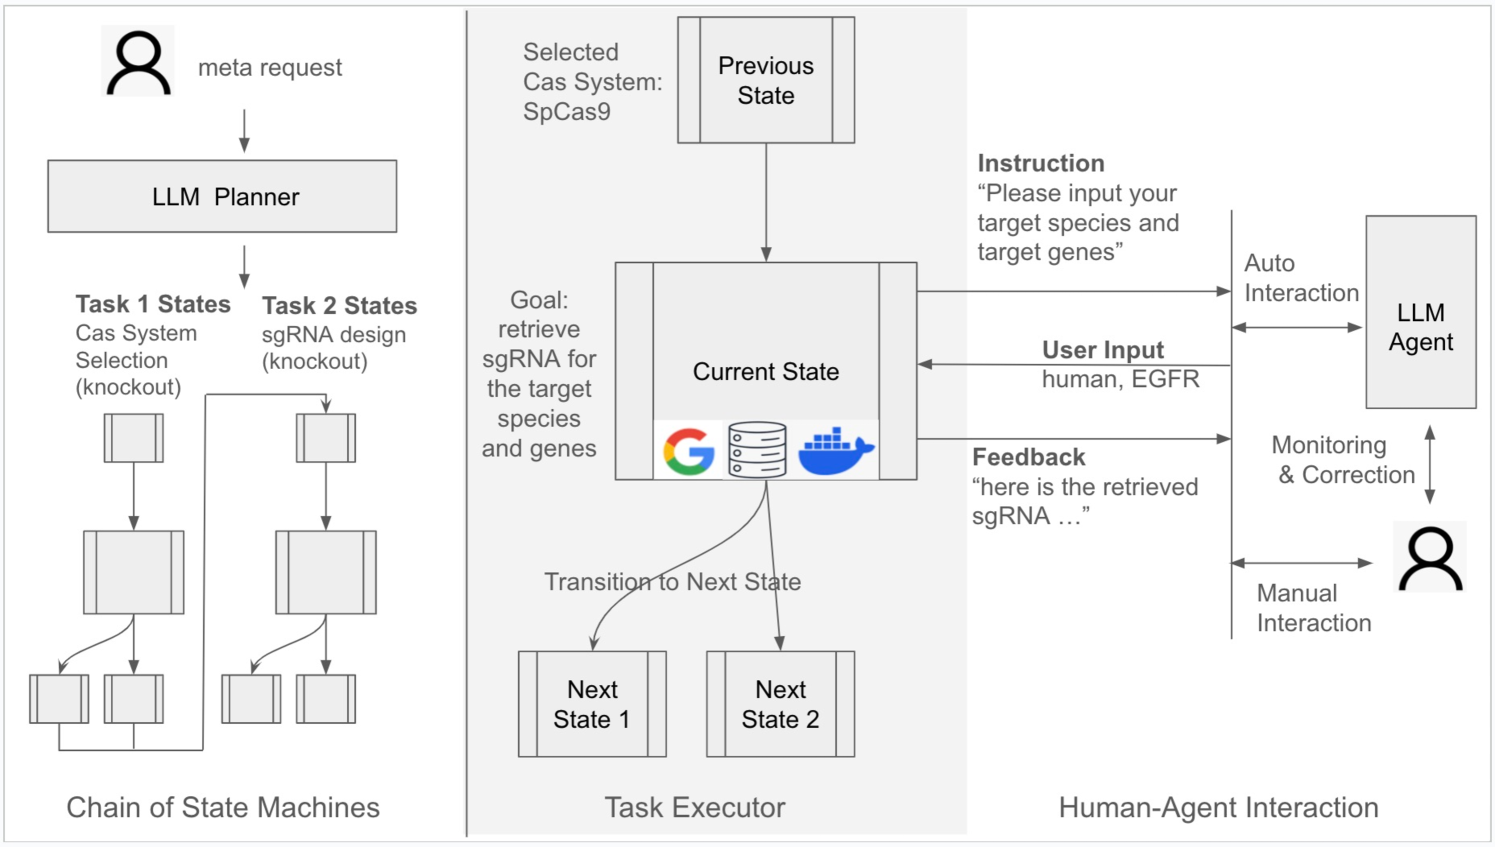 meta request
LLM  Planner
Task 1 States
Cas System
Selection
(knockout)
Task 2 States
sgRNA design
(knockout)
Chain of State Machines
Selected
Cas System:
SpCas9
Previous
State
Goal:
retrieve
sgRNA for
the target
species
and genes
Current State
Transition to Next State
Next
State 1
Next
State 2
Task Executor
Instruction
“Please input your
target species and
target genes”
User Input
human, EGFR
Feedback
“here is the retrieved
sgRNA …”
Auto
Interaction
LLM
Agent
Monitoring
& Correction
Manual
Interaction
Human-Agent Interaction